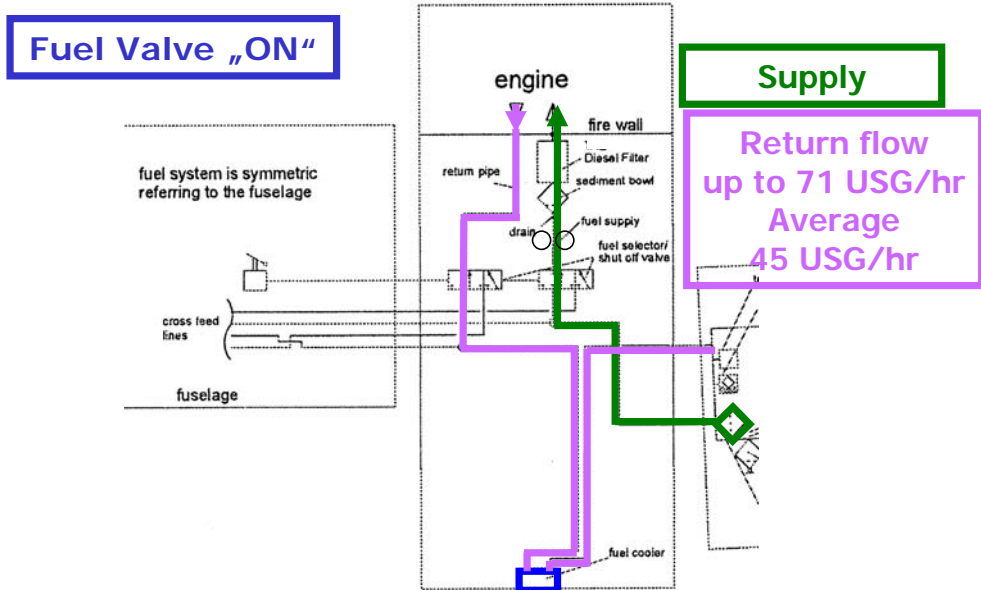 Fuel Valve „ON“
engine
Supply
fire wall
Return flow
up to 71 USG/hr
Average
45 USG/hr
fuel system is symmetric
referring to the fuselage
return pipe
Diesel Filter
sediment bowl
drain
fuel supply
fuel selector/
shut off valve
cross feed
lines
fuselage
fuel cooler